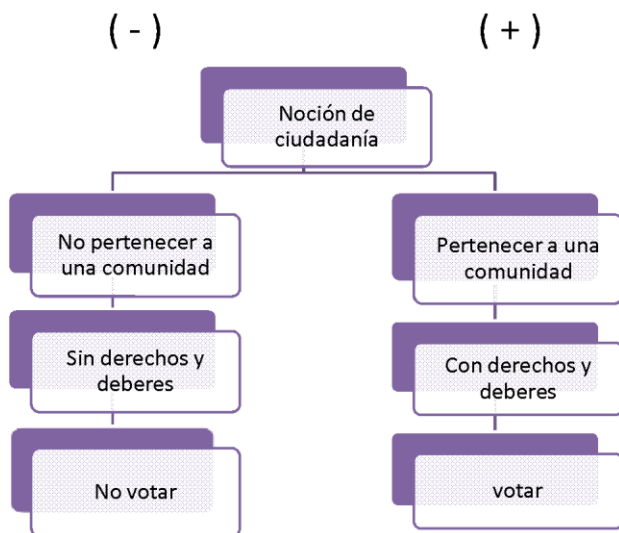 ( - )
( + )
Noción de
ciudadanía
No pertenecer a
una comunidad
Pertenecer a una
comunidad
Sin derechos y
deberes
Con derechos y
deberes
No votar
votar